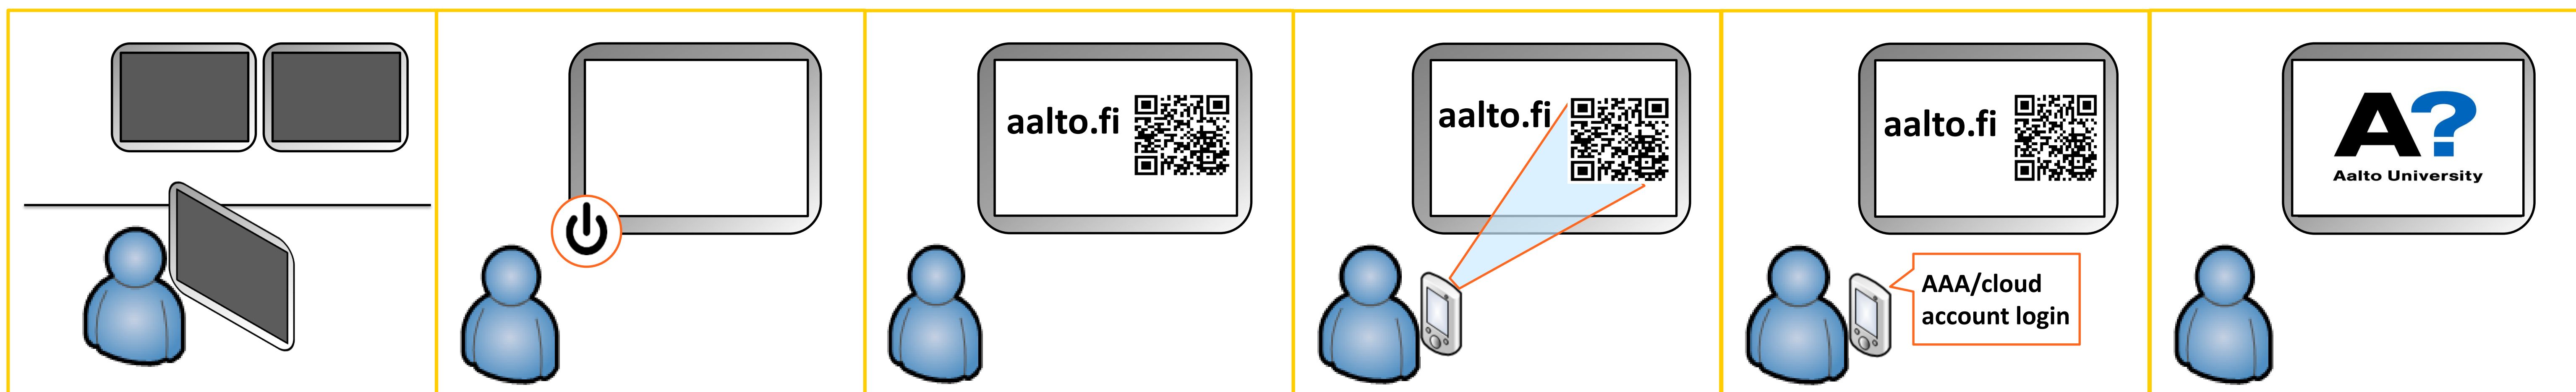 aalto.fi
aalto.fi
aalto.fi
AAA/cloud
account login
A?
Aalto University